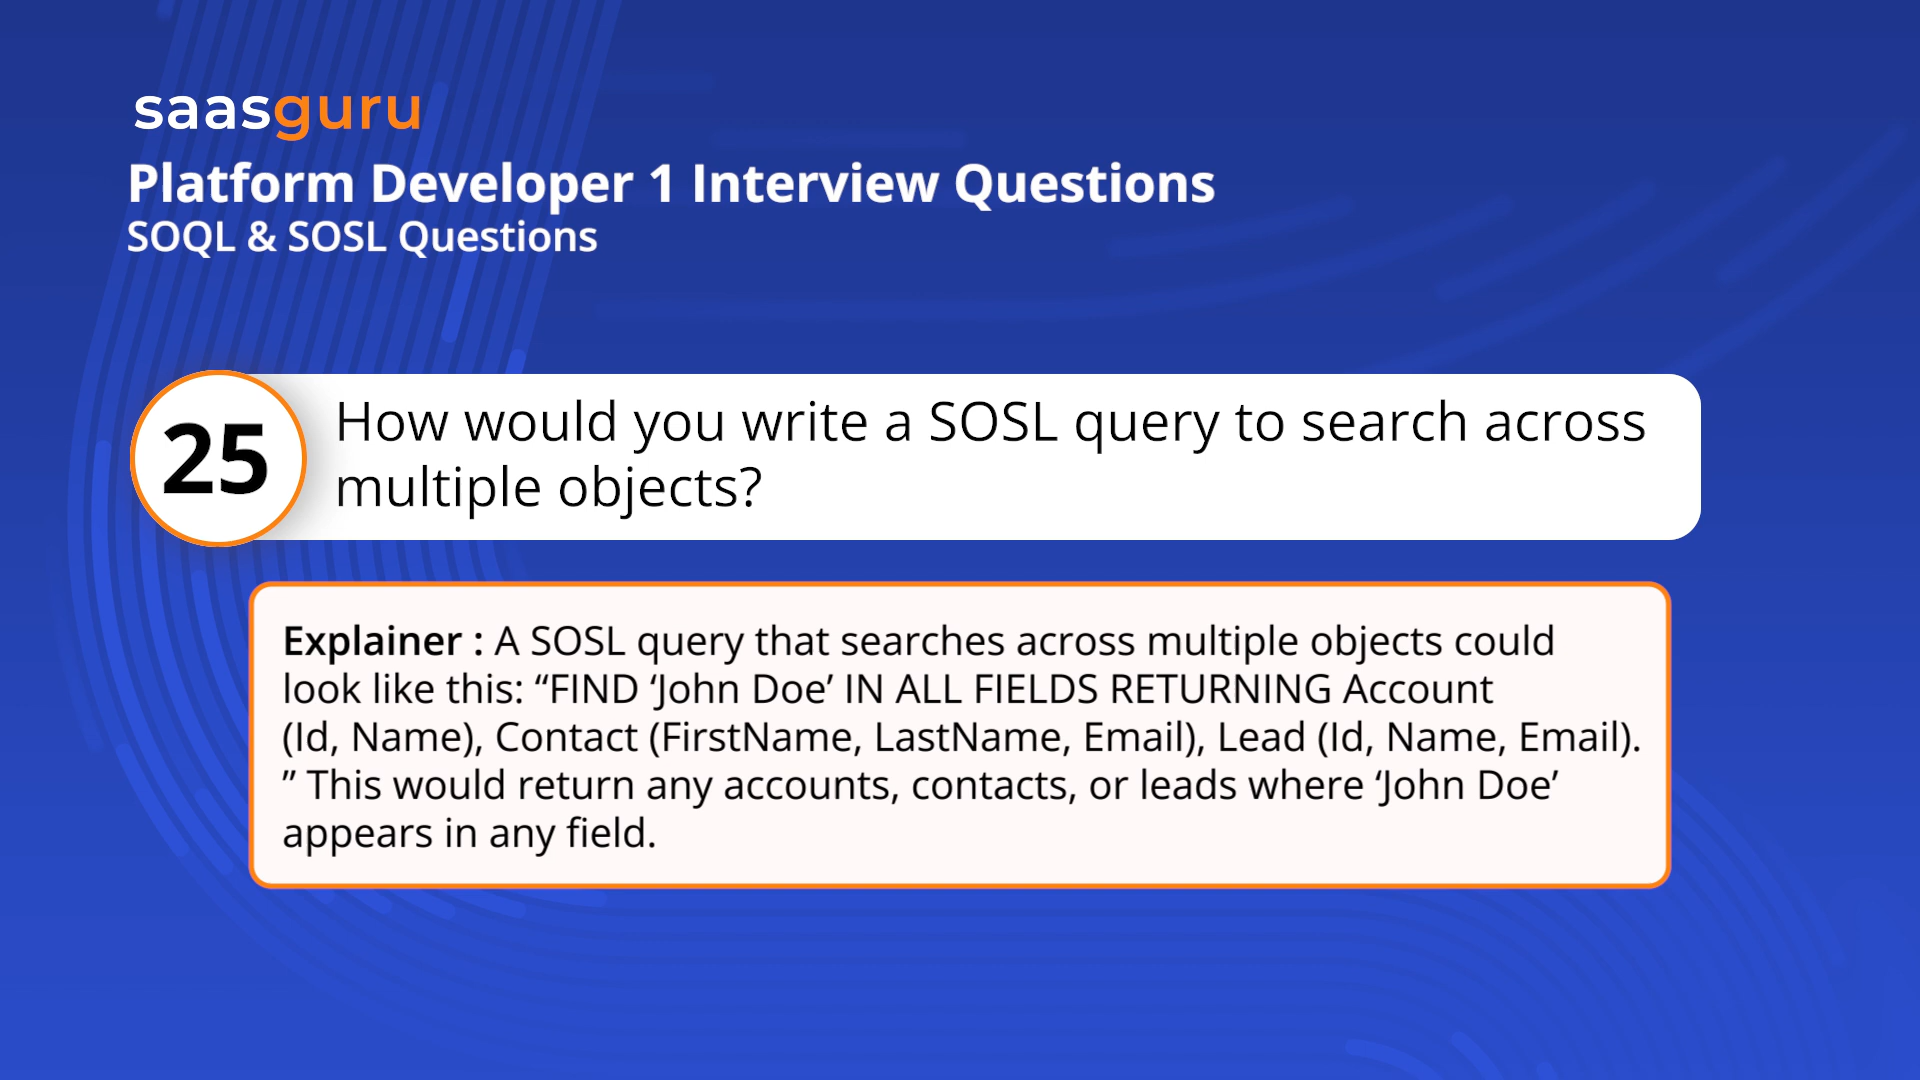 saasguru
Platform Developer 1 Interview Questions
SOQL & SOSL Questions
25
How would you write a SOSL query to search across
multiple objects?
Explainer : A SOSL query that searches across multiple objects could
look like this: “FIND ‘John Doe’ IN ALL FIELDS RETURNING Account
(Id, Name), Contact (FirstName, LastName, Email), Lead (Id, Name, Email).
” This would return any accounts, contacts, or leads where ‘John Doe’
appears in any field.